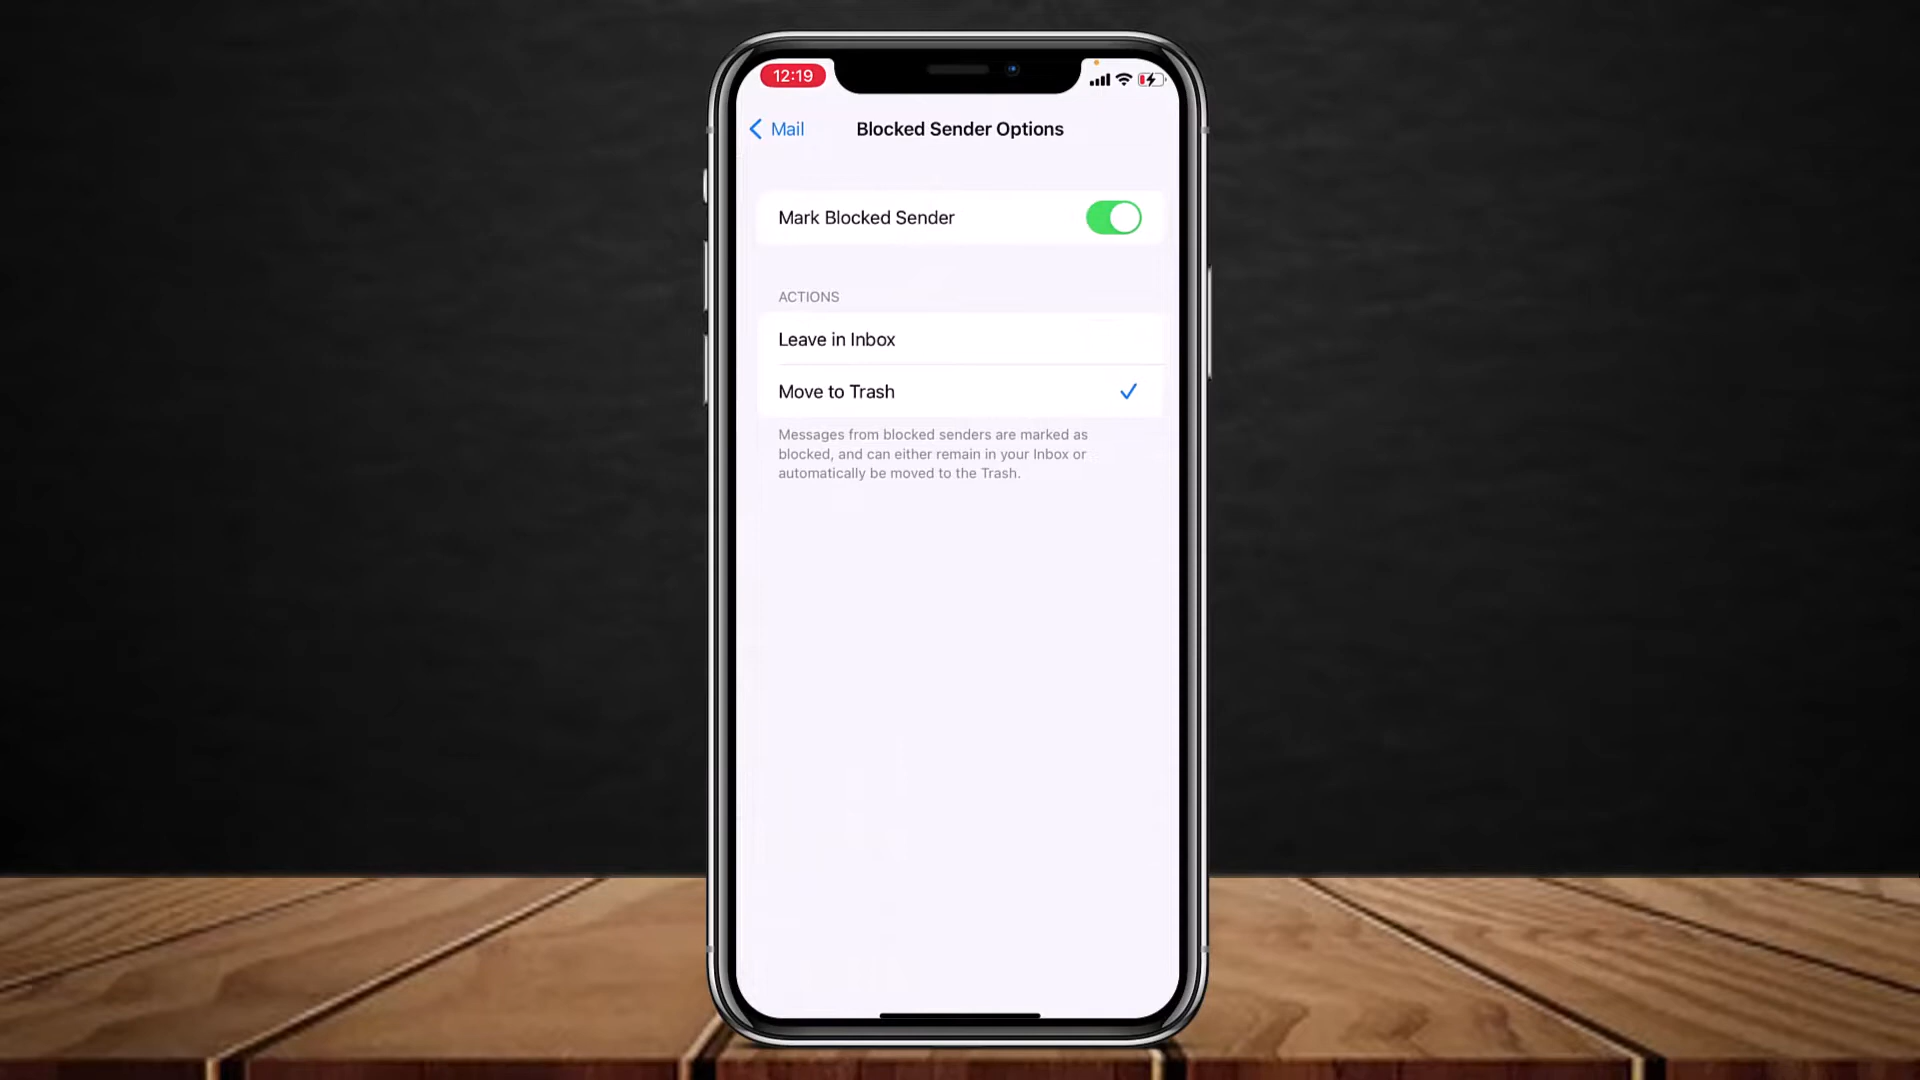 12:19
Mail
Blocked Sender Options
Mark Blocked Sender
ACTIONS
Leave in Inbox
Move to Trash
Messages from blocked senders are marked as
blocked, and can either remain in your Inbox or
automatically be moved to the Trash.